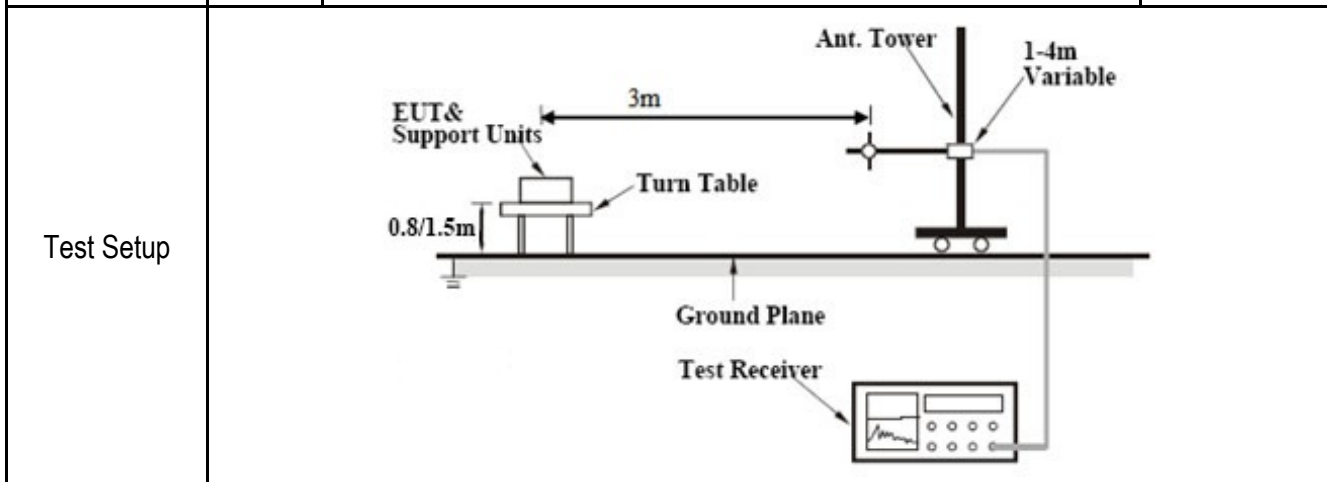 Test Setup
Ant. Tower
1-4m
Variable
3m
EUT&
Support Units
Turn Table
0.8/1.5m
Ground Plane
Test Receiver